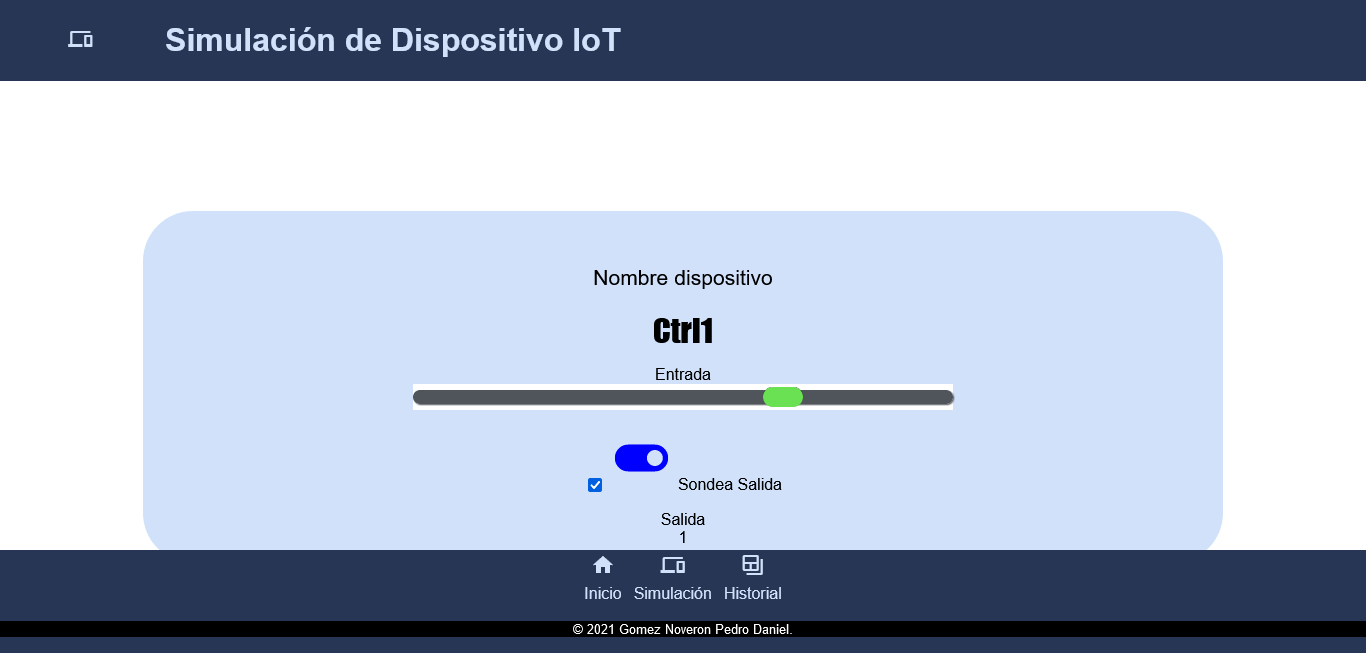 Simulación de Dispositivo IoT
Nombre dispositivo
Ctrl1
Entrada
Sondea Salida
Salida
1
Inicio Simulación Historial
© 2021 Gomez Noveron Pedro Daniel.